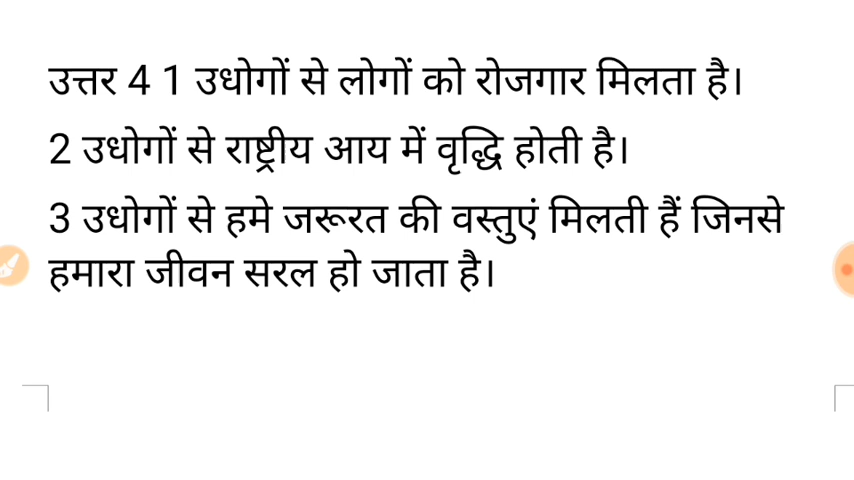 उत्तर 4 1 उधोगों से लोगों को रोजगार मिलता है।
2 उधोगों से राष्ट्रीय आय में वृद्धि होती है।
3 उधोगों से हमे जरूरत की वस्तुएं मिलती हैं जिनसे
हमारा जीवन सरल हो जाता है।